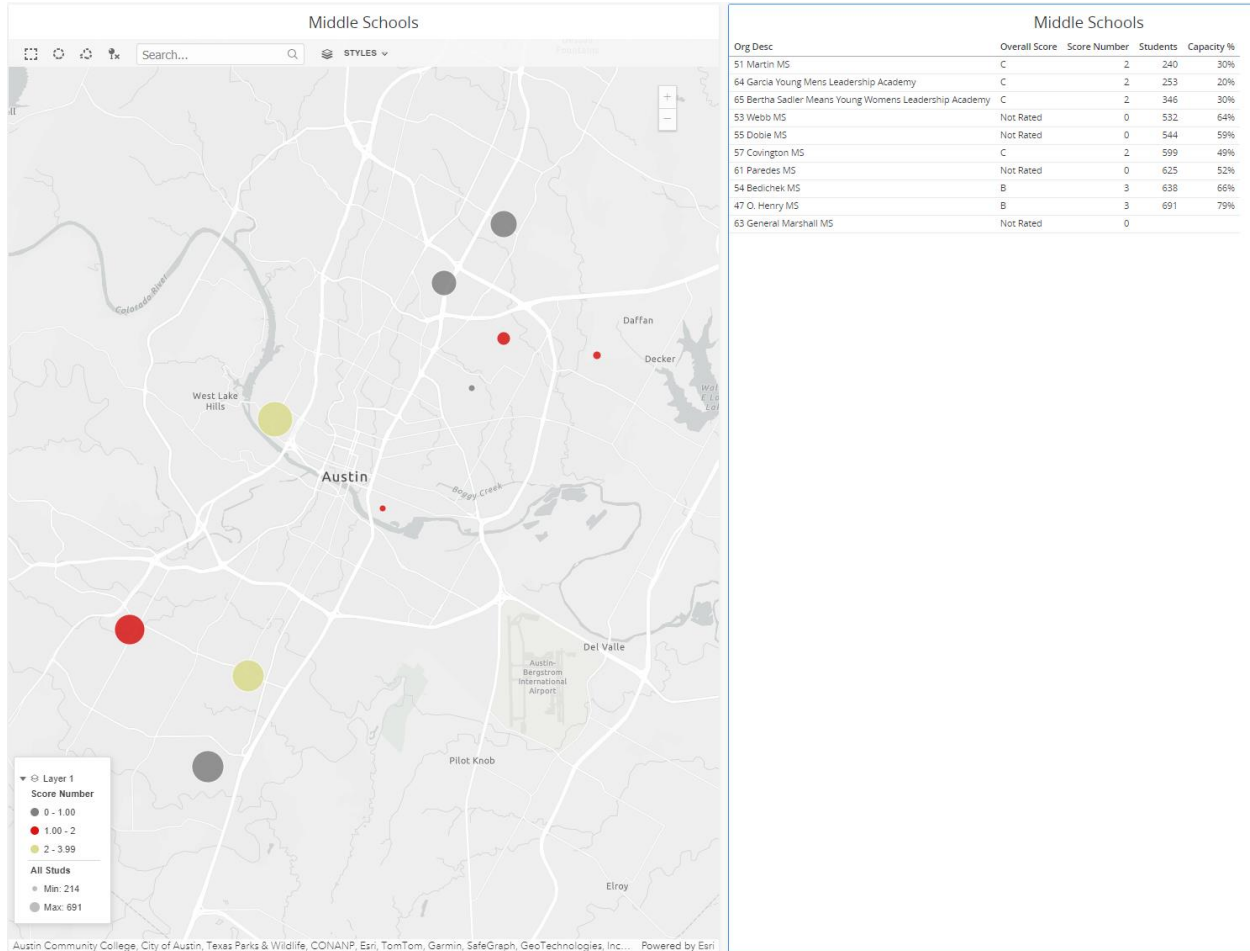 Middle Schools
Search...
STYLES
+
−
Colorado River
Daffan
Decker
West Lake
Hills
Austin
Boggy Creek
Del Valle
Austin-
Bergstrom
International
Airport
Pilot Knob
Elroy
Layer 1
Score Number
0 - 1.00
1.00 - 2
2 - 3.99
All Studs
Min: 214
Max: 691
Austin Community College, City of Austin, Texas Parks & Wildlife, CONANP, Esri, TomTom, Garmin, SafeGraph, GeoTechnologies, Inc... Powered by Esri
Middle Schools
Org Desc Overall Score Score Number Students Capacity %
51 Martin MS C 2 240 30%
64 Garcia Young Mens Leadership Academy C 2 253 20%
65 Bertha Sadler Means Young Womens Leadership Academy C 2 346 30%
53 Webb MS Not Rated 0 532 64%
55 Dobie MS Not Rated 0 544 59%
57 Covington MS C 2 599 49%
61 Paredes MS Not Rated 0 625 52%
54 Bedichek MS B 3 638 66%
47 O. Henry MS B 3 691 79%
63 General Marshall MS Not Rated 0